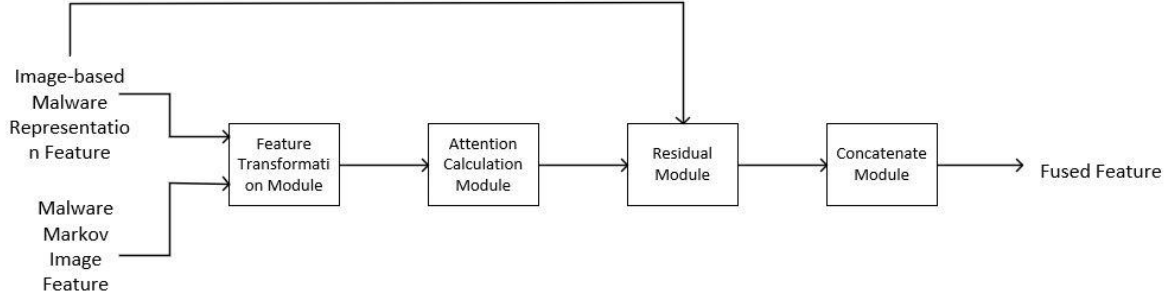 Image-based
Malware
Representatio
n Feature
Malware
Markov
Image
Feature
Feature
Transformati
on Module
Attention
Calculation
Module
Residual
Module
Concatenate
Module
Fused Feature